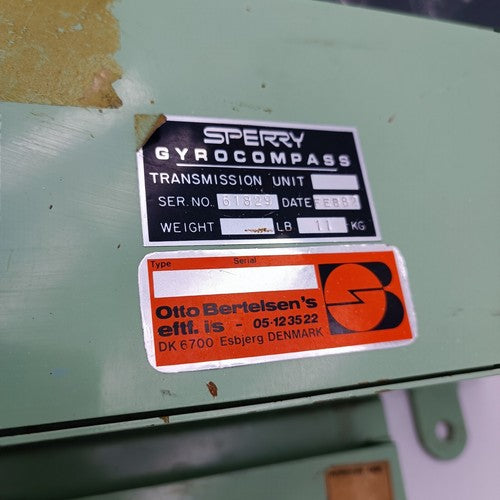 SPERRY
GYROCOMPASS
TRANSMISSION UNIT
SER. NO. 61829 DATE FEB82
WEIGHT LB 11 KG
Type Serial
Otto Bertelsen's
eftf. is - 05-123522
DK 6700 Esbjerg DENMARK